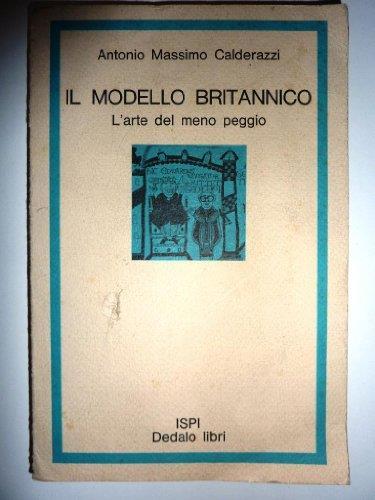 Antonio Massimo Calderazzi
IL MODELLO BRITANNICO
L'arte del meno peggio
ISPI
Dedalo libri